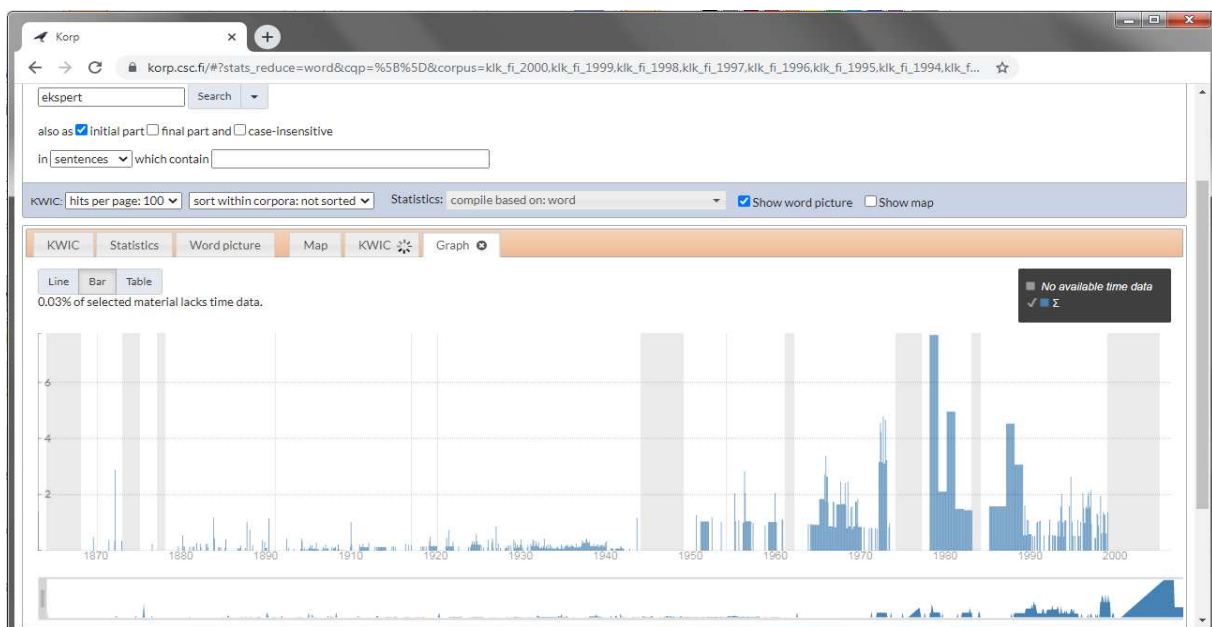 Korp
korp.csc.fi/#?stats_reduce=word&cqp=%5B%5D&corpus=klk_fi_2000,klk_fi_1999,klk_fi_1998,klk_fi_1997,klk_fi_1996,klk_fi_1995,klk_fi_1994,klk_f...
ekspert Search
also as initial part final part and case-insensitive
in sentences which contain
KWIC: hits per page: 100 sort within corpora: not sorted Statistics: compile based on: word Show word picture Show map
KWIC Statistics Word picture Map KWIC Graph
Line Bar Table
0.03% of selected material lacks time data.
No available time data
Σ
6
4
2
1870 1880 1890 1910 1920 1930 1940 1950 1960 1970 1980 1990 2000